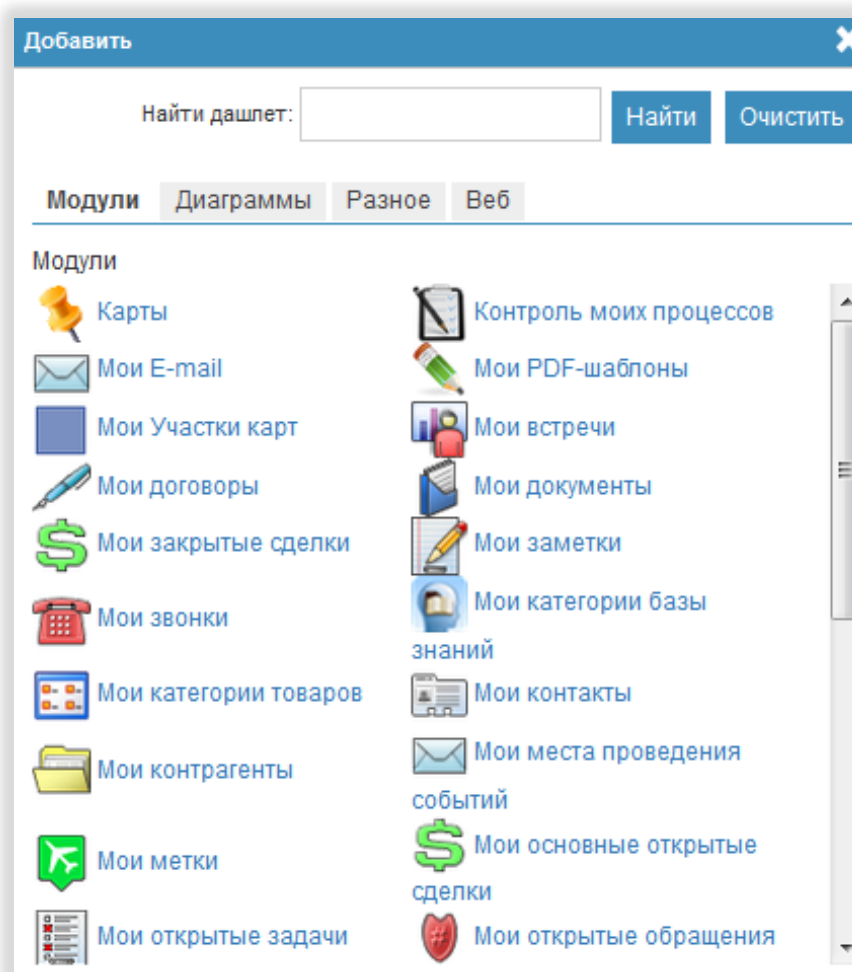 Добавить
Найти дашлет:
Найти
Очистить
Модули
Диаграммы
Разное
Веб
Модули
Карты
Контроль моих процессов
Мои E-mail
Мои PDF-шаблоны
Мои Участки карт
Мои встречи
Мои договоры
Мои документы
Мои закрытые сделки
Мои заметки
Мои звонки
Мои категории базы
знаний
Мои категории товаров
Мои контакты
Мои контрагенты
Мои места проведения
событий
Мои метки
Мои основные открытые
сделки
Мои открытые задачи
Мои открытые обращения